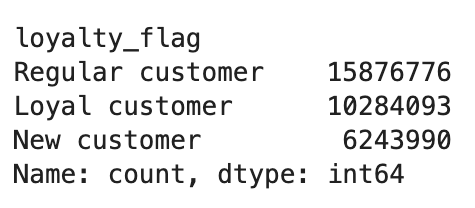 loyalty_flag
Regular customer    15876776
Loyal customer      10284093
New customer         6243990
Name: count, dtype: int64